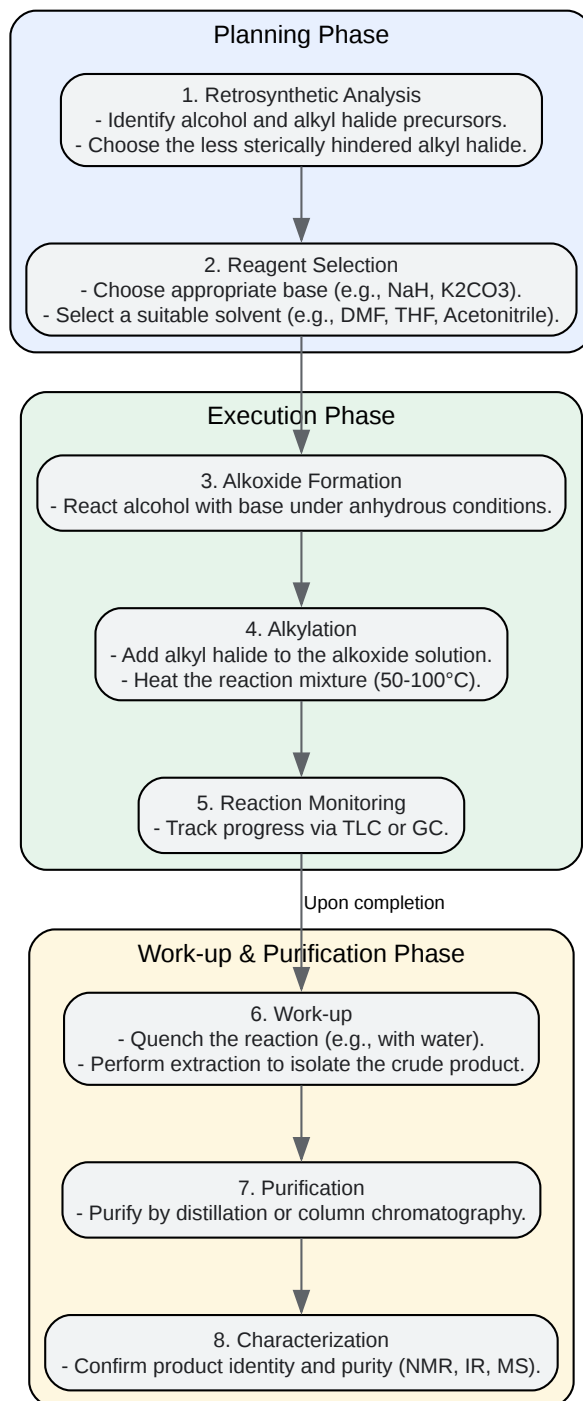 Planning Phase
1. Retrosynthetic Analysis
- Identify alcohol and alkyl halide precursors.
- Choose the less sterically hindered alkyl halide.
2. Reagent Selection
- Choose appropriate base (e.g., NaH, K2CO3).
- Select a suitable solvent (e.g., DMF, THF, Acetonitrile).
Execution Phase
3. Alkoxide Formation
- React alcohol with base under anhydrous conditions.
4. Alkylation
- Add alkyl halide to the alkoxide solution.
- Heat the reaction mixture (50-100°C).
5. Reaction Monitoring
- Track progress via TLC or GC.
Upon completion
Work-up & Purification Phase
6. Work-up
- Quench the reaction (e.g., with water).
- Perform extraction to isolate the crude product.
7. Purification
- Purify by distillation or column chromatography.
8. Characterization
- Confirm product identity and purity (NMR, IR, MS).